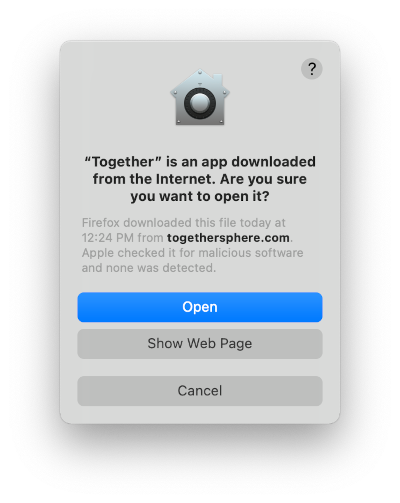 ?
“Together” is an app downloaded
from the Internet. Are you sure
you want to open it?
Firefox downloaded this file today at
12:24 PM from togethersphere.com.
Apple checked it for malicious software
and none was detected.
Open
Show Web Page
Cancel